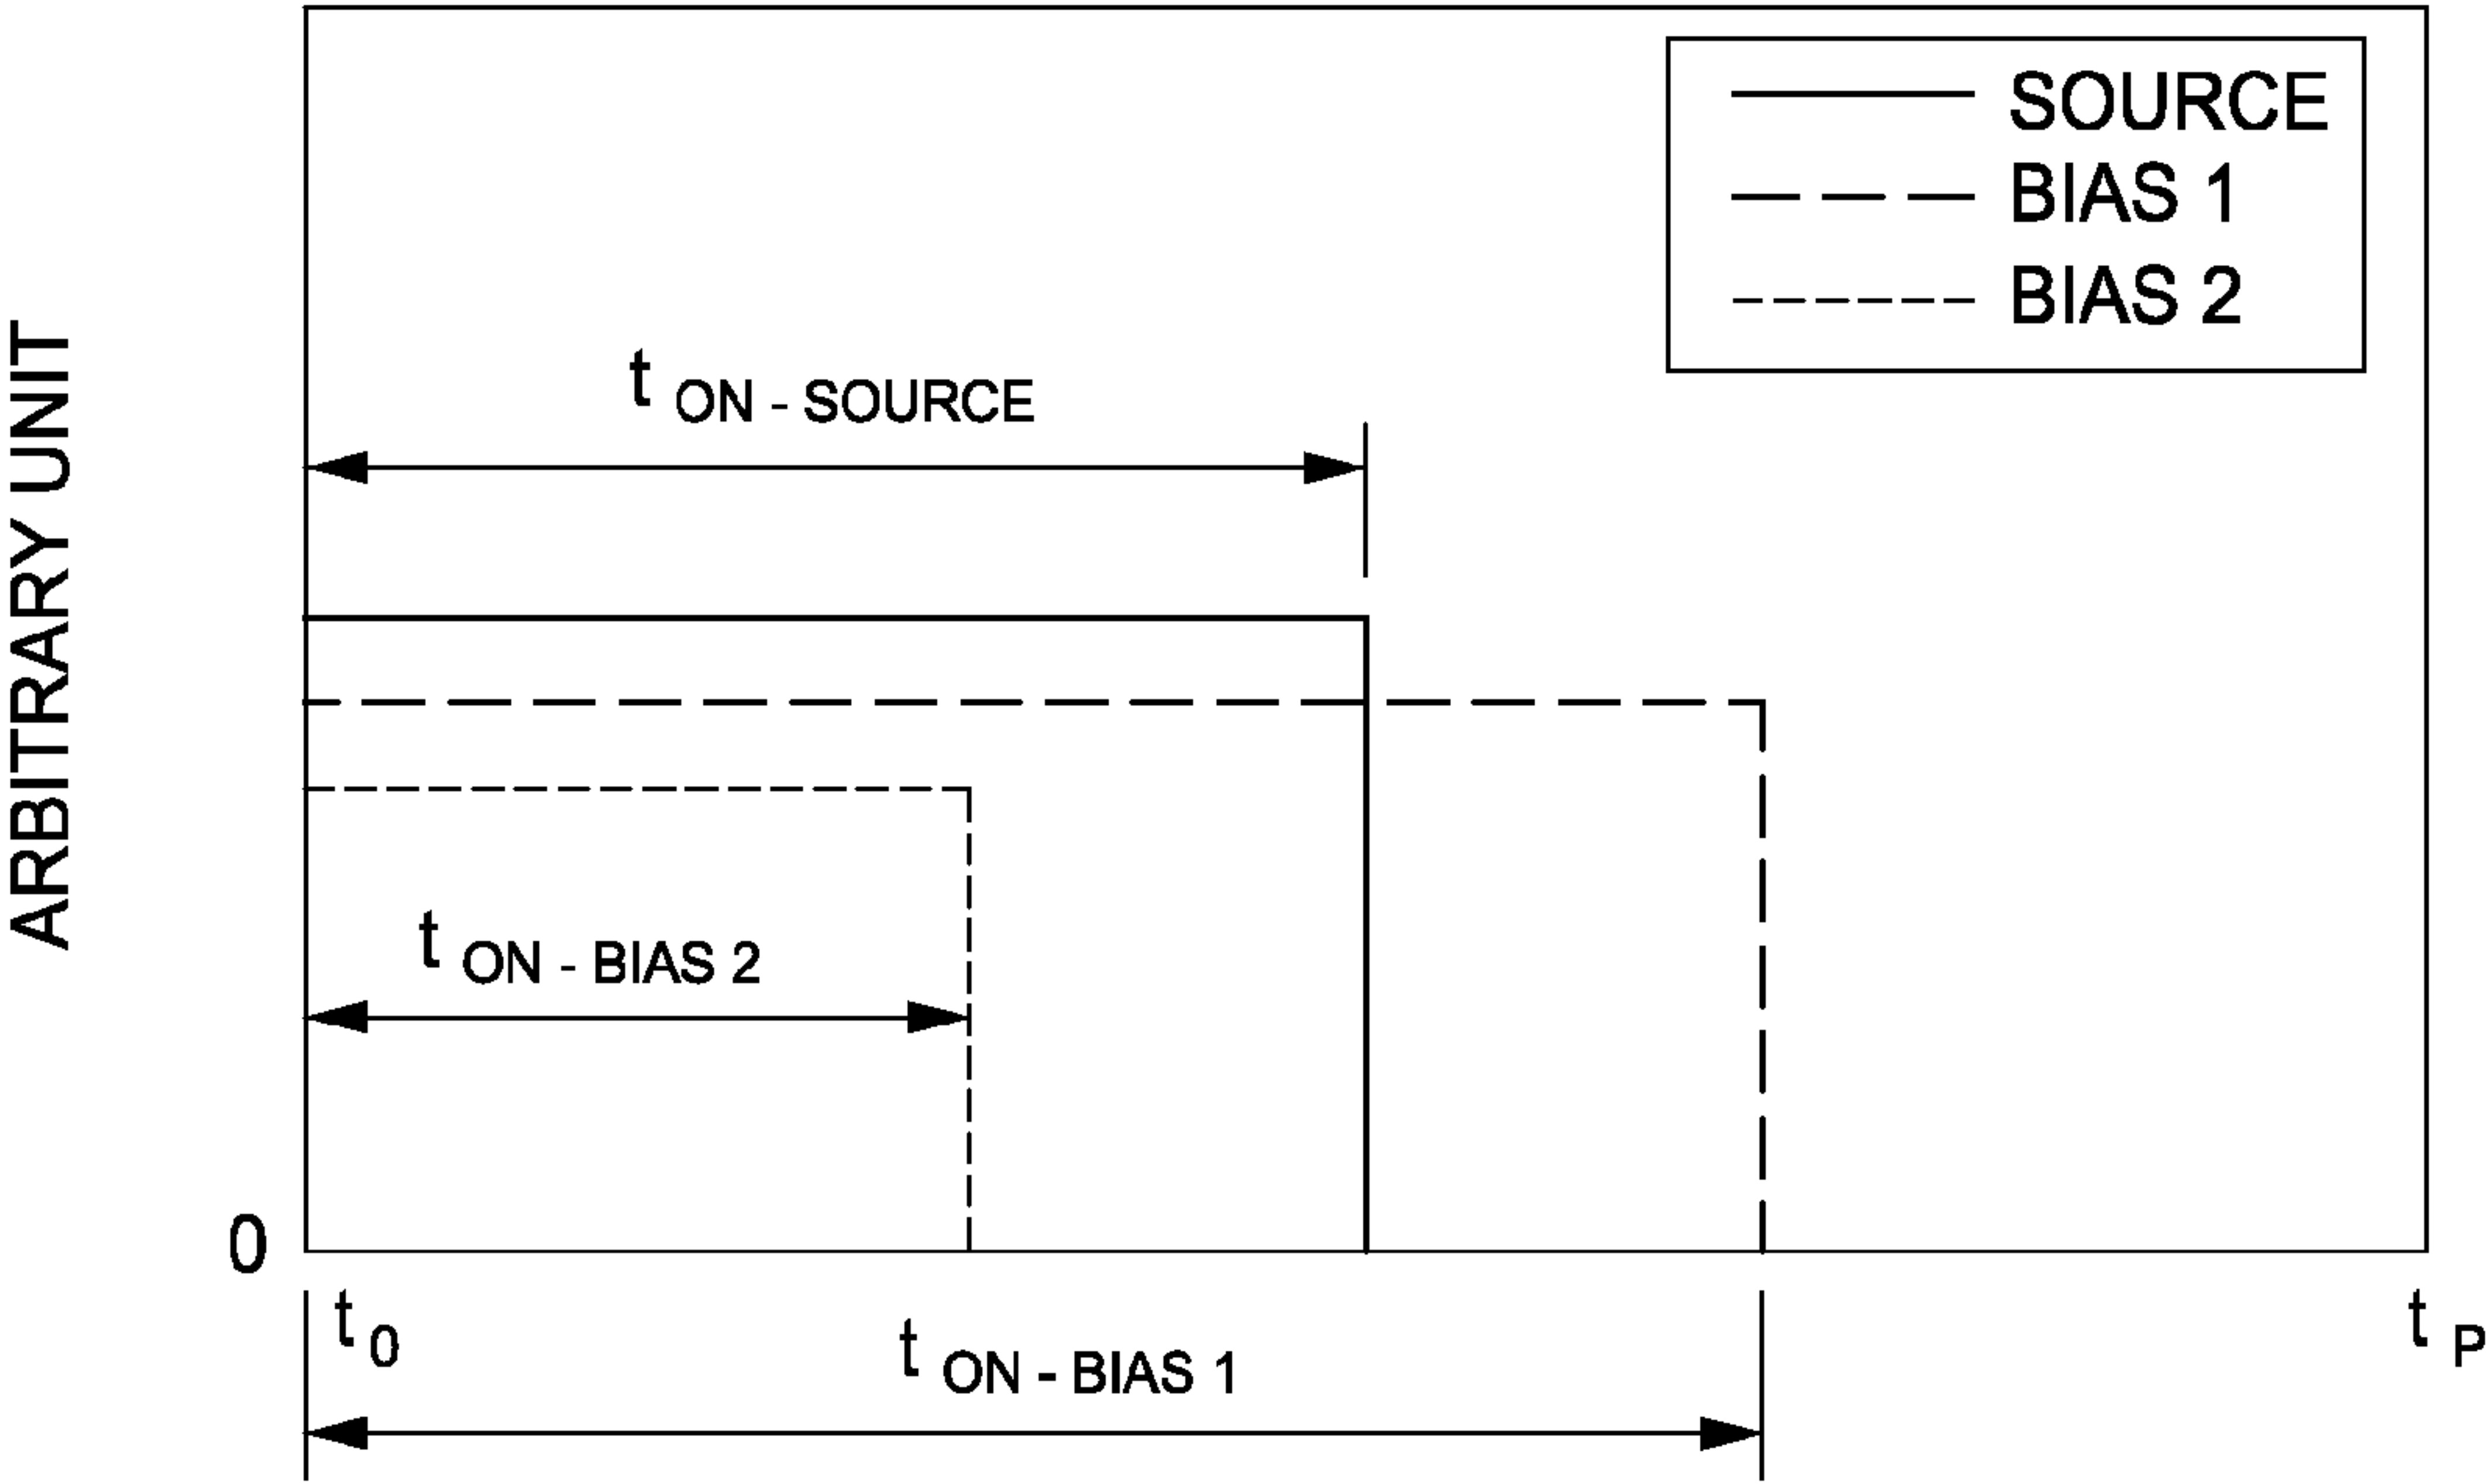 SOURCE
BIAS 1
BIAS 2
ARBITRARY UNIT
t ON - SOURCE
t ON - BIAS 2
0
t 0
t P
t ON - BIAS 1